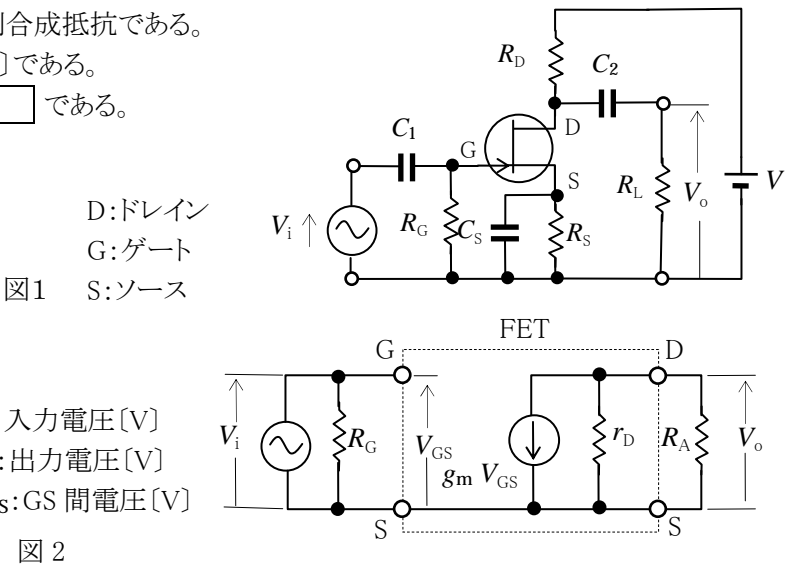 列合成抵抗である。
〕である。
である。
R_D
C_2
C_1
G
D
S
R_L
V_o
V
V_i
R_G
C_S
R_S
D:ドレイン
G:ゲート
図1 S:ソース
FET
G
D
入力電圧〔V〕
:出力電圧〔V〕
s:GS 間電圧〔V〕
V_i
R_G
V_GS
g_m V_GS
r_D
R_A
V_o
S
S
図 2